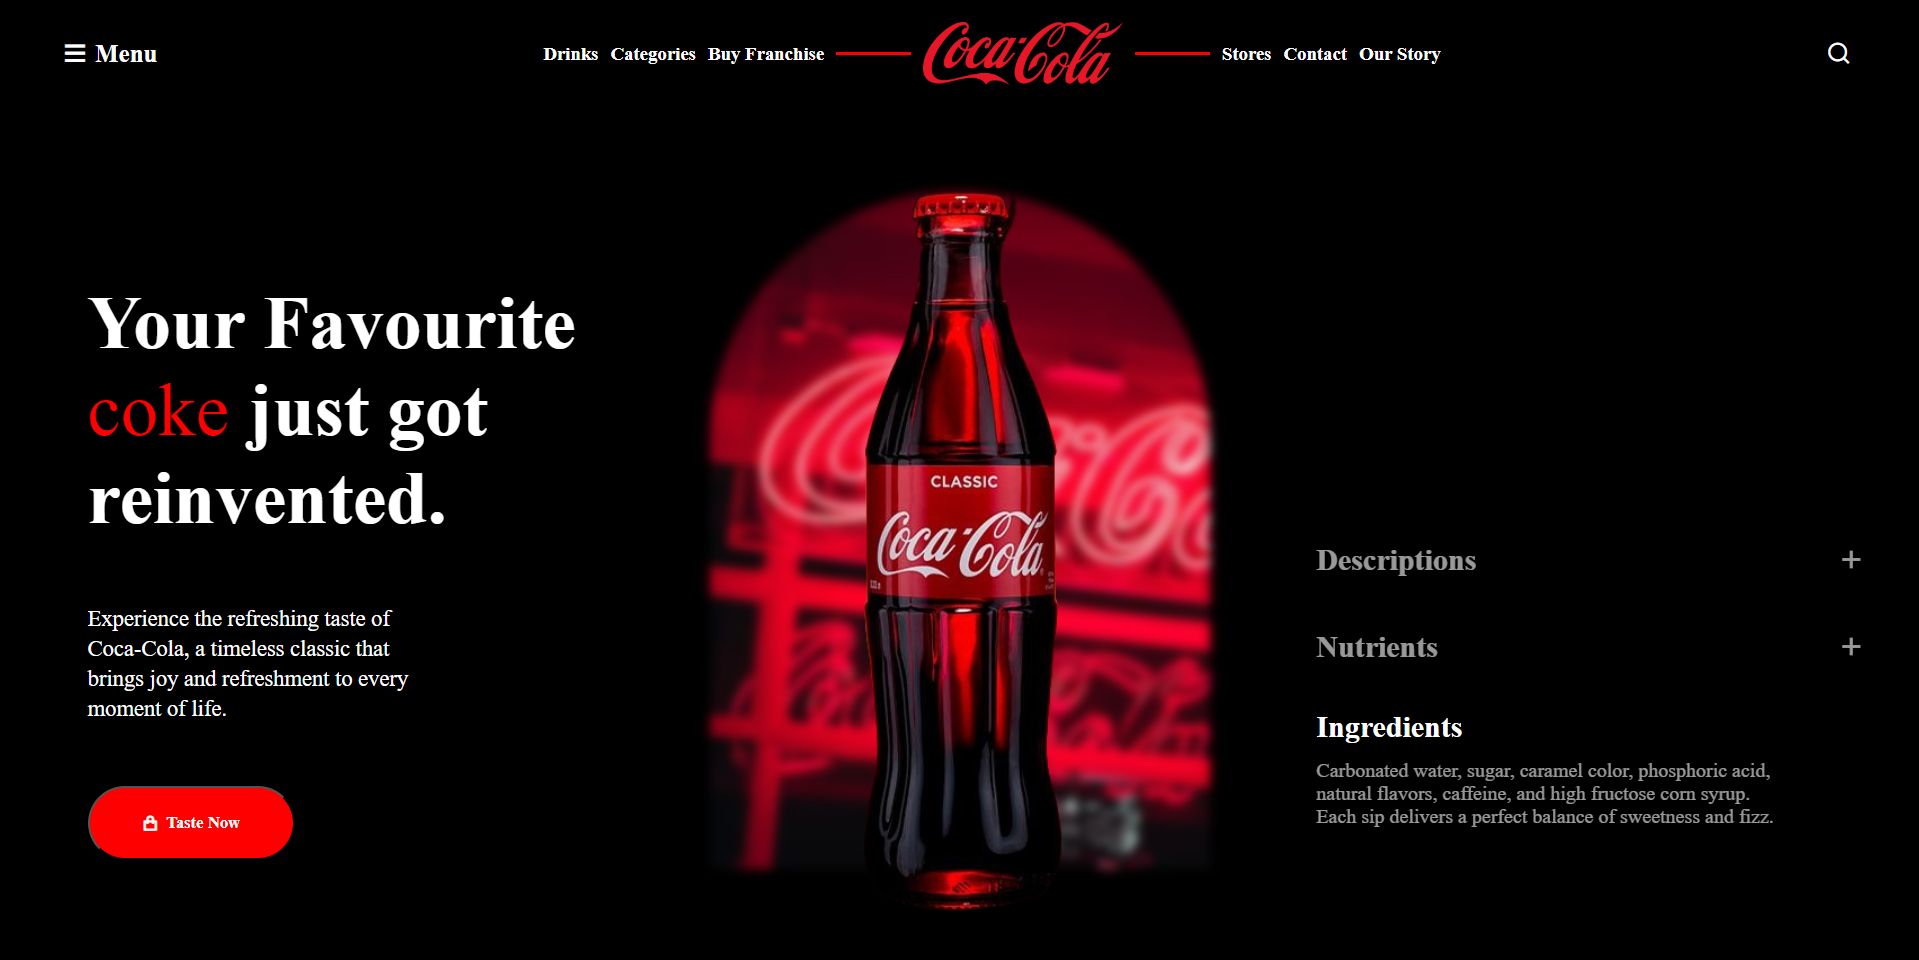 Menu
Drinks Categories Buy Franchise
Coca-Cola
Stores Contact Our Story
Your Favourite
coke just got
reinvented.
Experience the refreshing taste of
Coca-Cola, a timeless classic that
brings joy and refreshment to every
moment of life.
Taste Now
CLASSIC
Coca-Cola
Descriptions
Nutrients
Ingredients
Carbonated water, sugar, caramel color, phosphoric acid,
natural flavors, caffeine, and high fructose corn syrup.
Each sip delivers a perfect balance of sweetness and fizz.